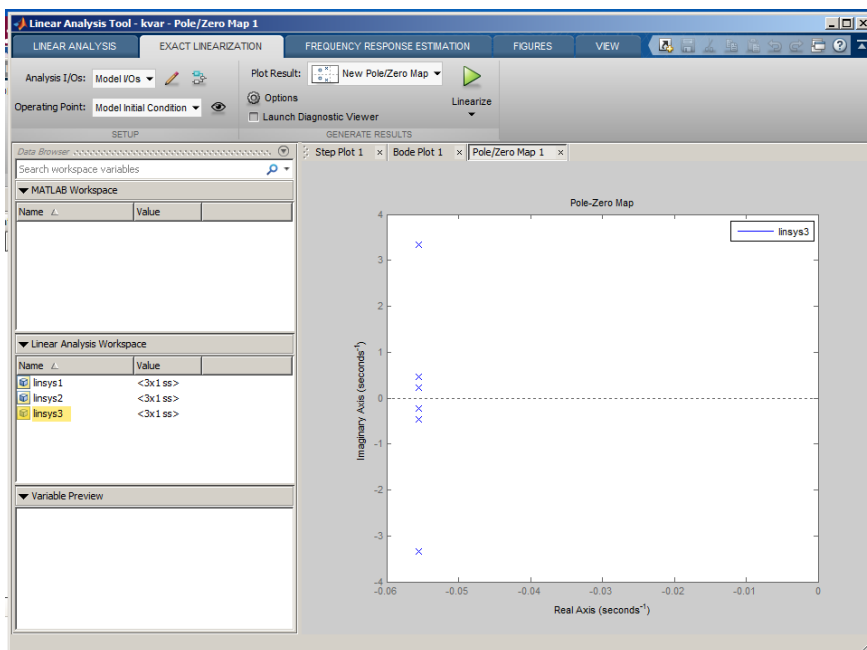 Linear Analysis Tool - kvar - Pole/Zero Map 1
LINEAR ANALYSIS EXACT LINEARIZATION FREQUENCY RESPONSE ESTIMATION FIGURES VIEW
Analysis I/Os: Model I/Os
Operating Point: Model Initial Condition
SETUP
Plot Result: New Pole/Zero Map
Options
Launch Diagnostic Viewer
Linearize
GENERATE RESULTS
Data Browser
Search workspace variables
MATLAB Workspace
Name Value
Linear Analysis Workspace
Name Value
linsys1 <3x1 ss>
linsys2 <3x1 ss>
linsys3 <3x1 ss>
Variable Preview
Step Plot 1 × Bode Plot 1 × Pole/Zero Map 1 ×
Pole-Zero Map
linsys3
4
3
2
1
0
-1
-2
-3
-4
Imaginary Axis (seconds⁻¹)
-0.06 -0.05 -0.04 -0.03 -0.02 -0.01 0
Real Axis (seconds⁻¹)